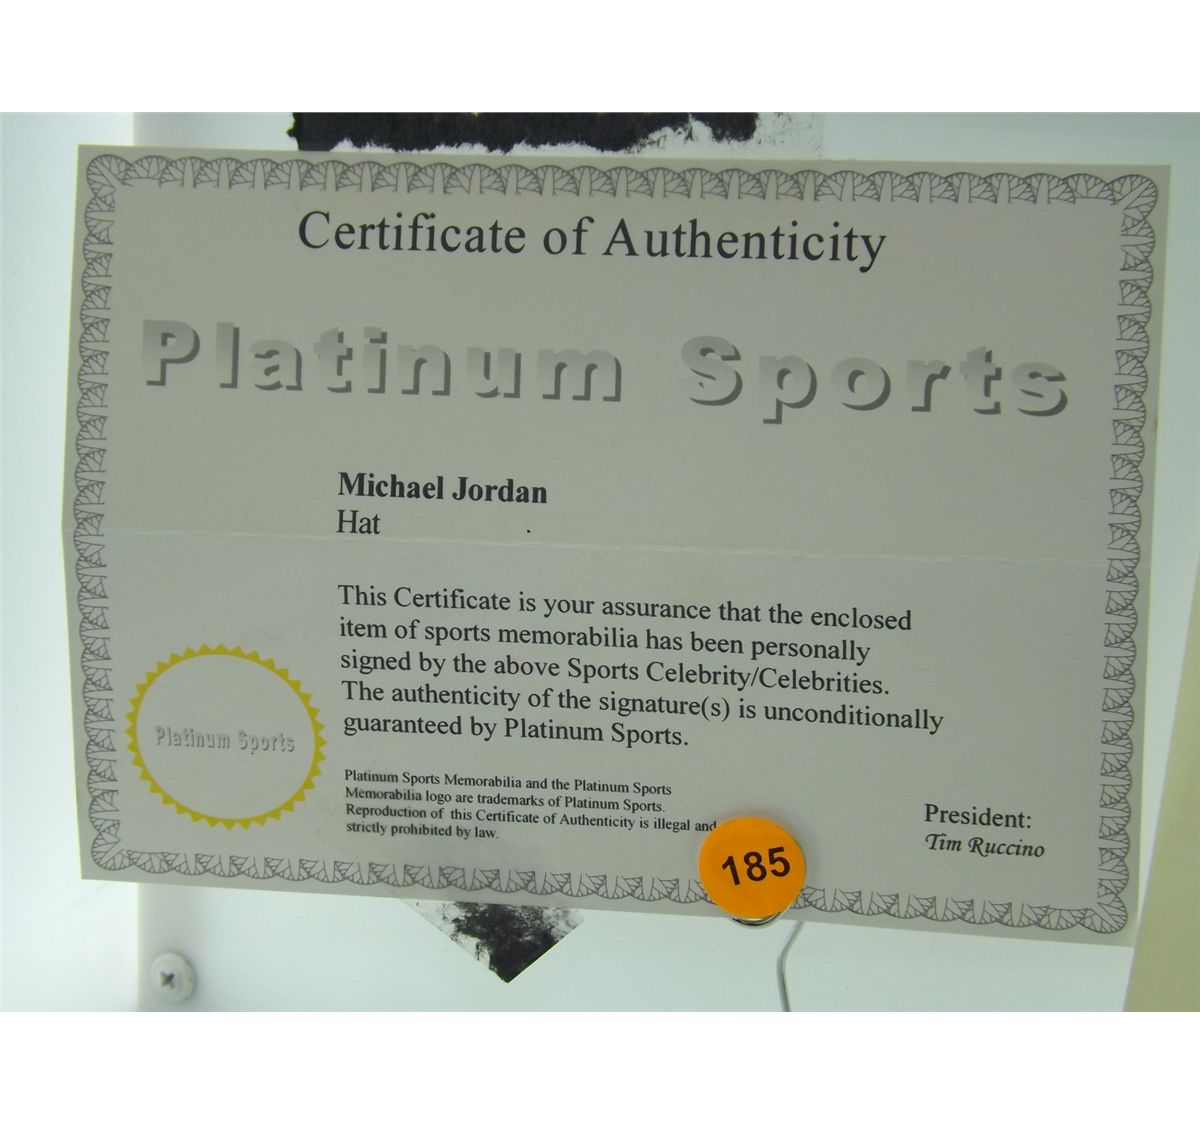 Certificate of Authenticity
Platinum Sports
Michael Jordan
Hat
This Certificate is your assurance that the enclosed
item of sports memorabilia has been personally
signed by the above Sports Celebrity/Celebrities.
The authenticity of the signature(s) is unconditionally
guaranteed by Platinum Sports.
Platinum Sports
Platinum Sports Memorabilia and the Platinum Sports
Memorabilia logo are trademarks of Platinum Sports.
Reproduction of this Certificate of Authenticity is illegal and
strictly prohibited by law.
President:
Tim Ruccino
185